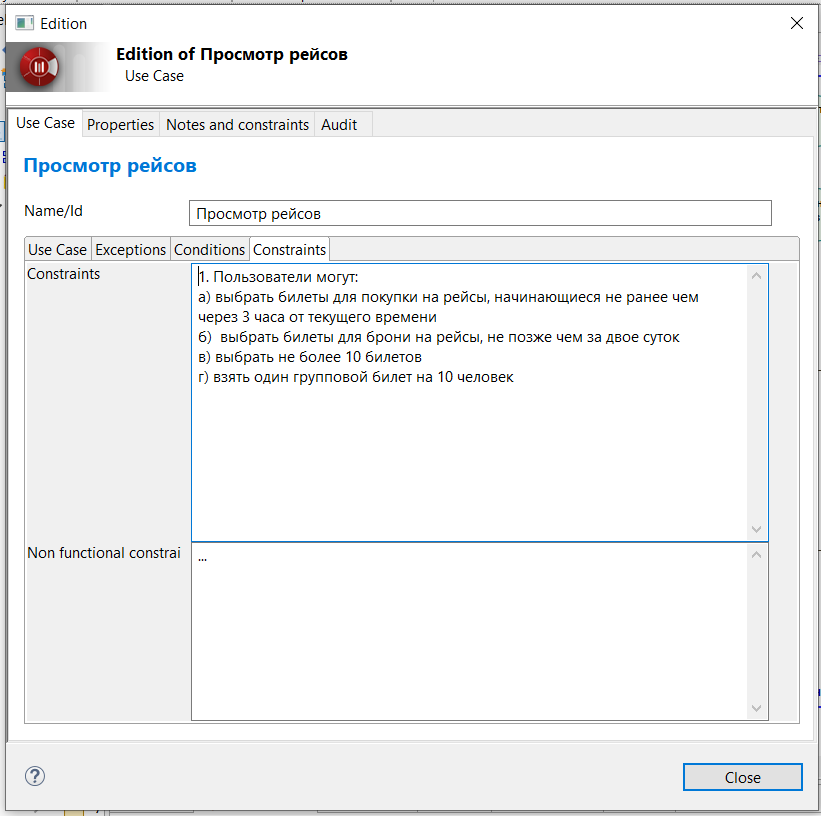 Edition
Edition of Просмотр рейсов
Use Case
Use Case Properties Notes and constraints Audit
Просмотр рейсов
Name/Id Просмотр рейсов
Use Case Exceptions Conditions Constraints
Constraints
1. Пользователи могут:
а) выбрать билеты для покупки на рейсы, начинающиеся не ранее чем
через 3 часа от текущего времени
б)  выбрать билеты для брони на рейсы, не позже чем за двое суток
в) выбрать не более 10 билетов
г) взять один групповой билет на 10 человек
Non functional constrai
...
Close